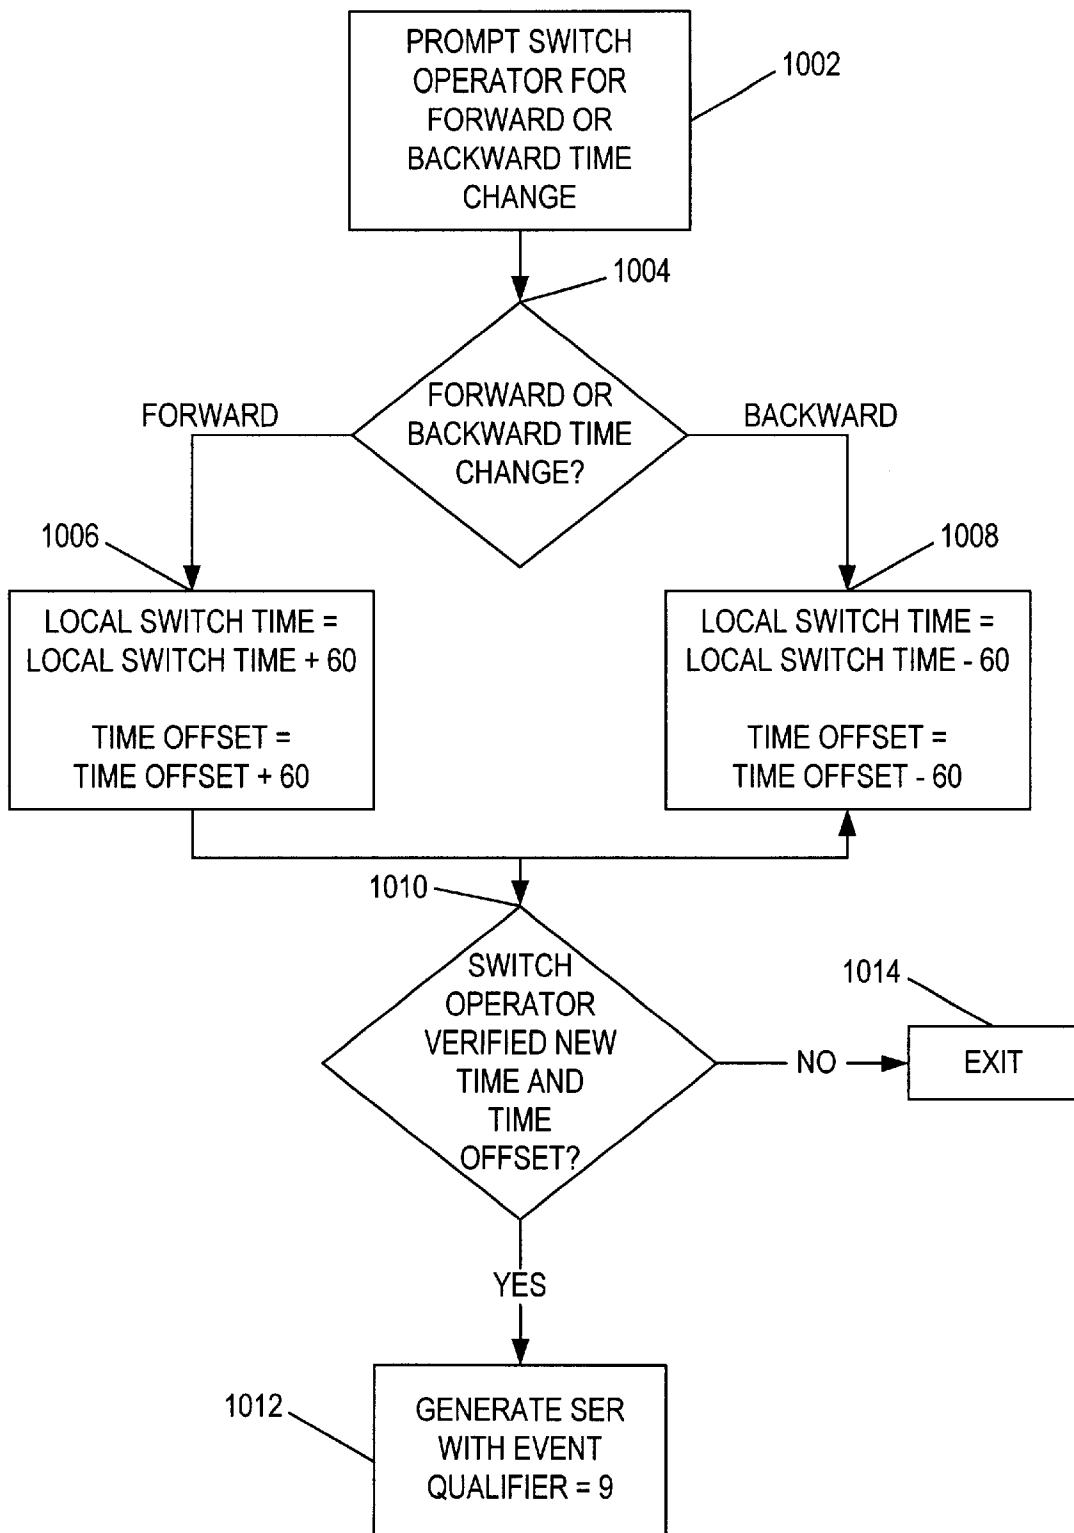 PROMPT SWITCH
OPERATOR FOR
FORWARD OR
BACKWARD TIME
CHANGE
1002
1004
FORWARD OR
BACKWARD TIME
CHANGE?
FORWARD
BACKWARD
1006
1008
LOCAL SWITCH TIME =
LOCAL SWITCH TIME + 60
TIME OFFSET =
TIME OFFSET + 60
LOCAL SWITCH TIME =
LOCAL SWITCH TIME - 60
TIME OFFSET =
TIME OFFSET - 60
1010
SWITCH
OPERATOR
VERIFIED NEW
TIME AND
TIME
OFFSET?
NO
1014
EXIT
YES
1012
GENERATE SER
WITH EVENT
QUALIFIER = 9